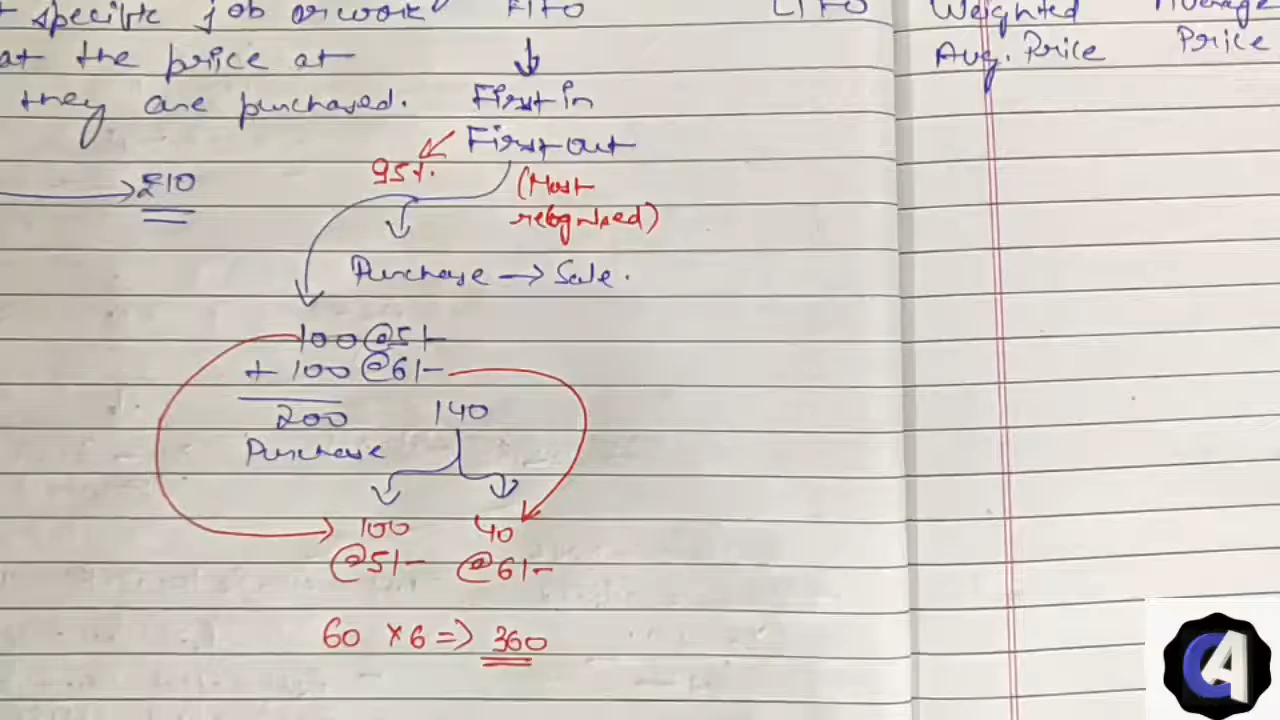 specific job or work FIFO LIFO Weighted Average
at the price at Avg. Price Price
they are purchased. First in
First out
95%. (Most
₹10 recognised)
Purchase → Sale.
100 @5/-
+ 100 @6/-
200 140
Purchase
100 40
@5/- @6/-
60 × 6 => 360
CA